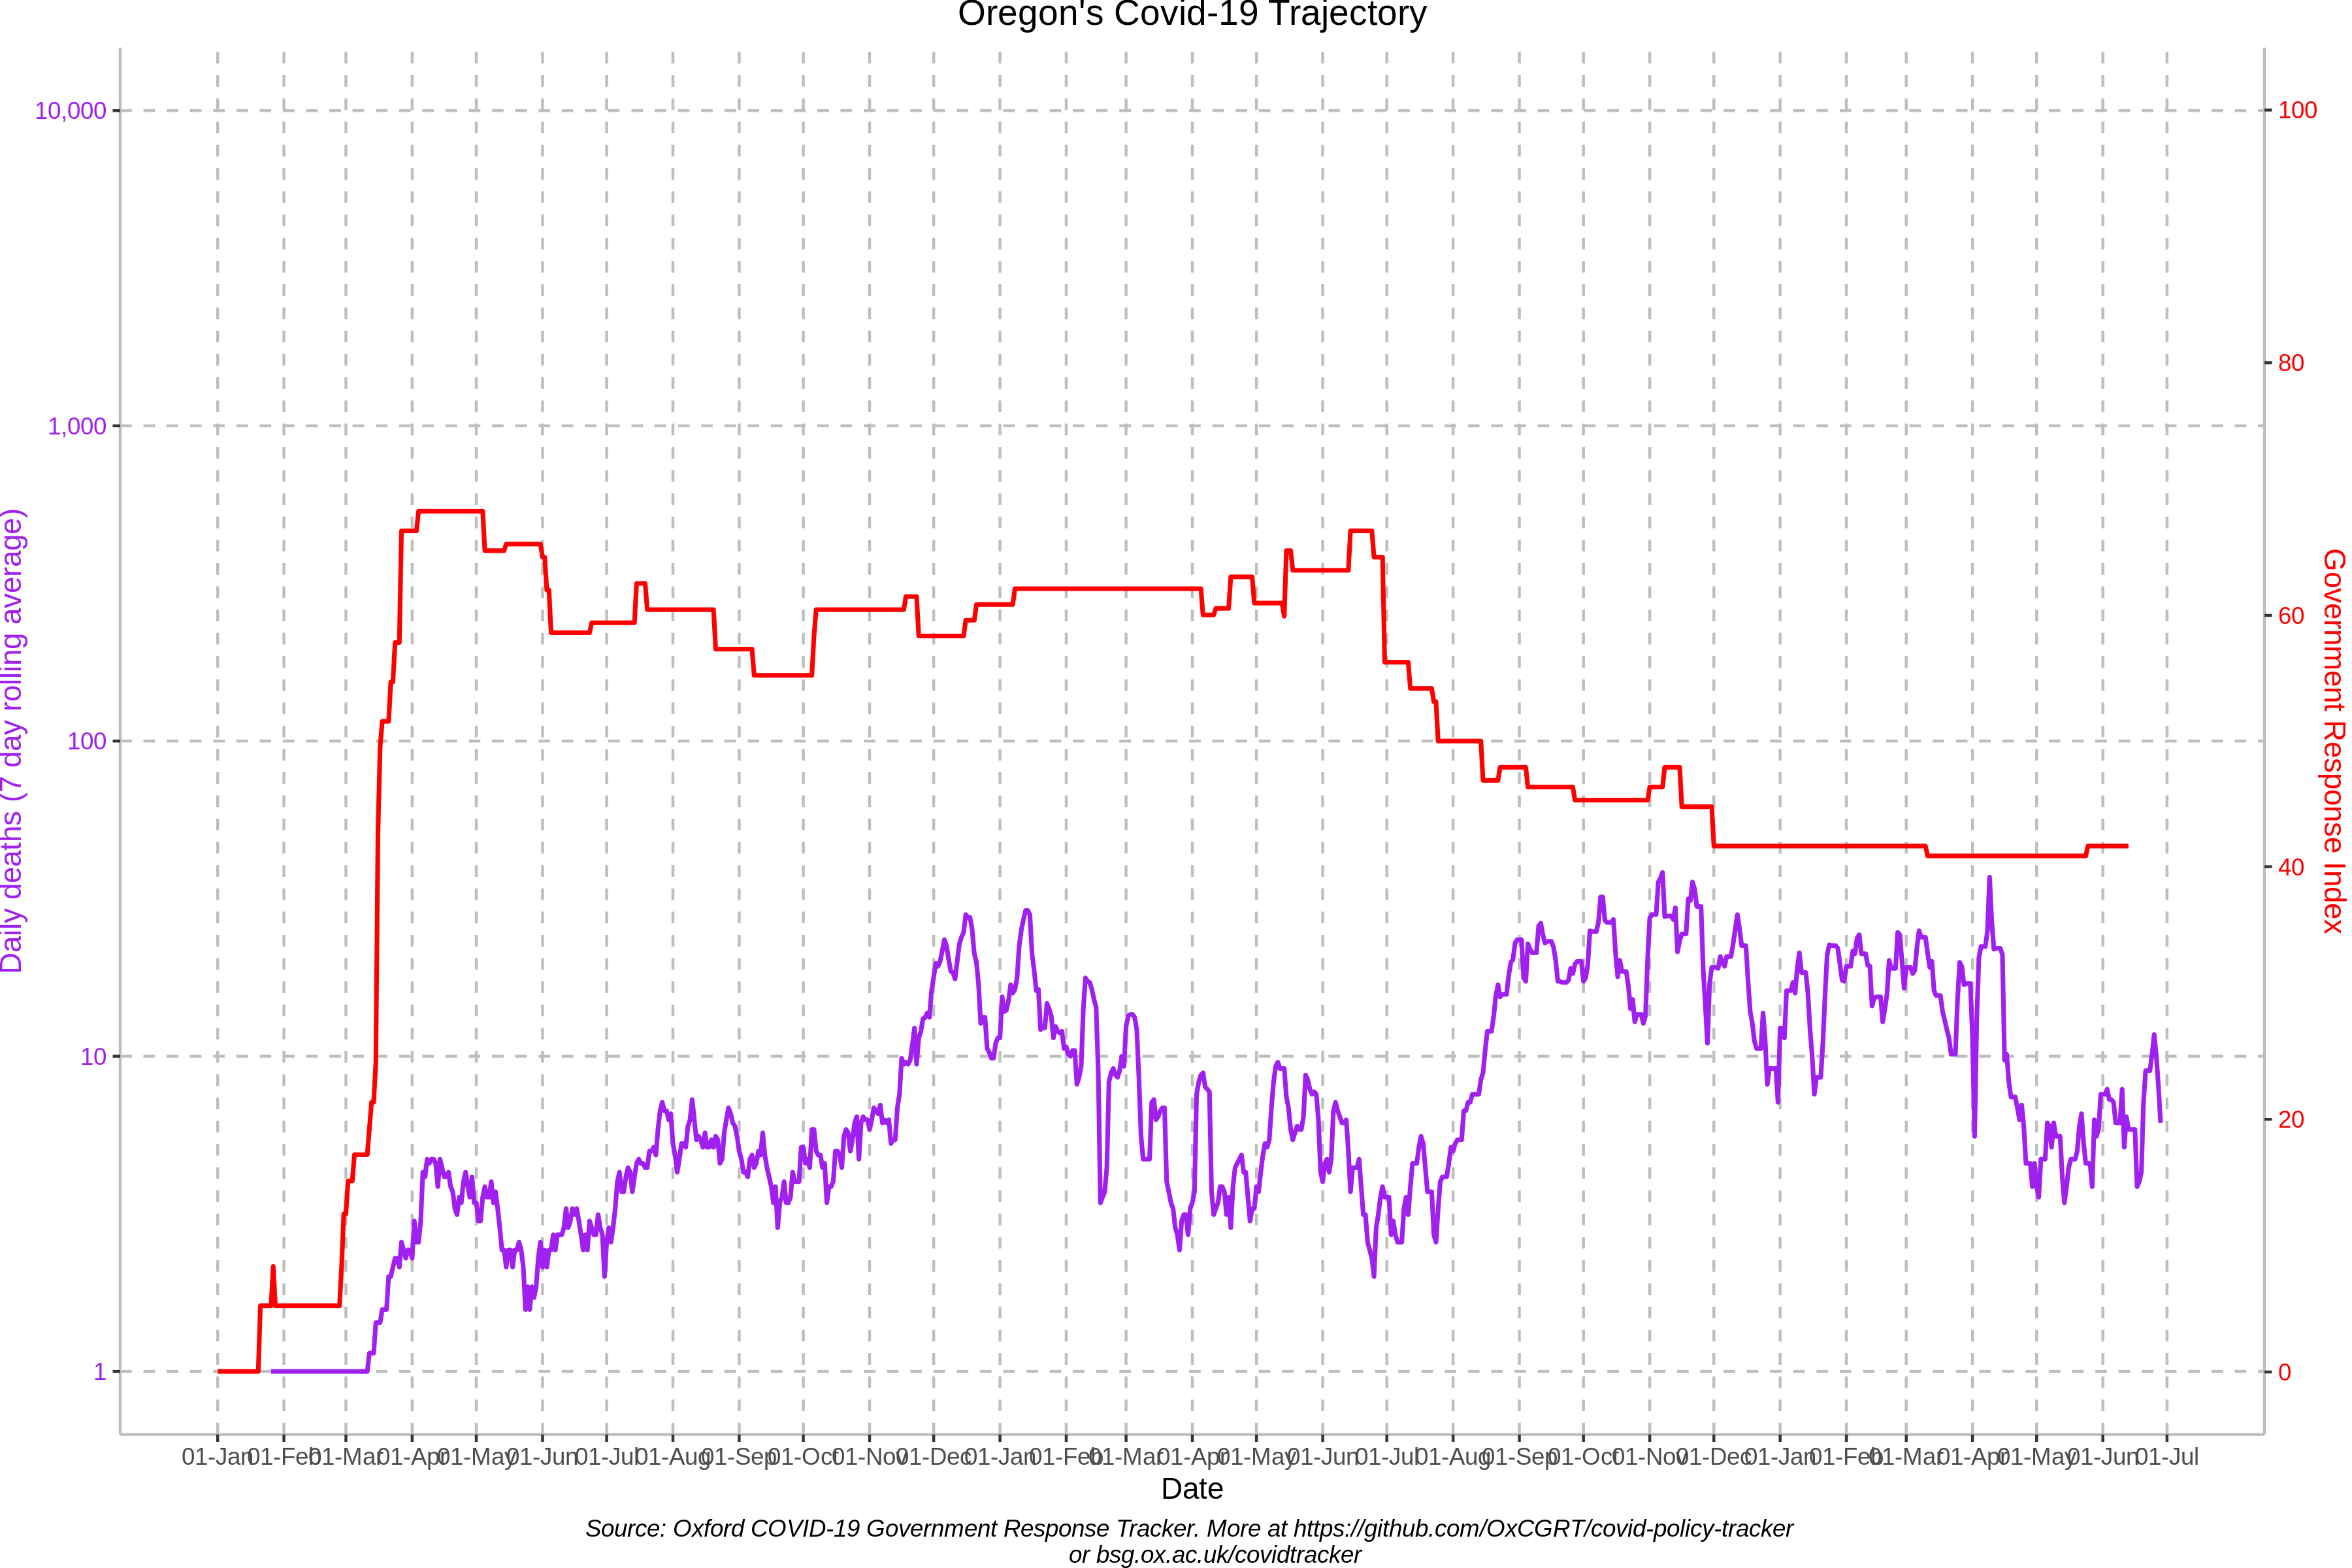 Oregon's Covid-19 Trajectory
10,000
1,000
100
10
1
Daily deaths (7 day rolling average)
100
80
60
40
20
0
Government Response Index
01-Jan 01-Feb 01-Mar 01-Apr 01-May 01-Jun 01-Jul 01-Aug 01-Sep 01-Oct 01-Nov 01-Dec 01-Jan 01-Feb 01-Mar 01-Apr 01-May 01-Jun 01-Jul 01-Aug 01-Sep 01-Oct 01-Nov 01-Dec 01-Jan 01-Feb 01-Mar 01-Apr 01-May 01-Jun 01-Jul
Date
Source: Oxford COVID-19 Government Response Tracker. More at https://github.com/OxCGRT/covid-policy-tracker
or bsg.ox.ac.uk/covidtracker